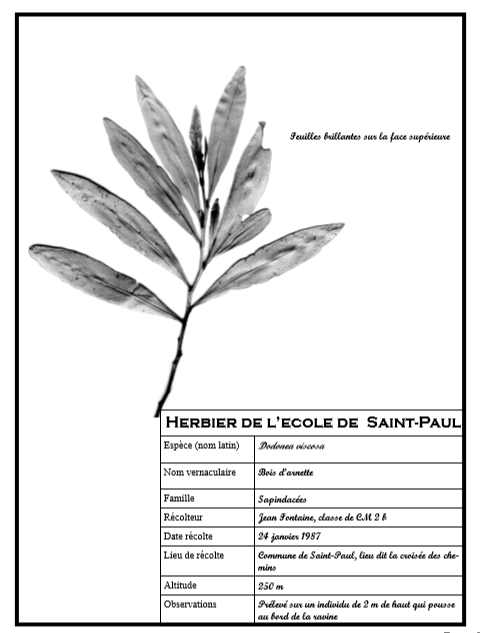 Feuilles brillantes sur la face supérieure
HERBIER DE L'ECOLE DE SAINT-PAUL
Espèce (nom latin) Dodonea viscosa
Nom vernaculaire Bois d'arnette
Famille Sapindacées
Récolteur Jean Fontaine, classe de CM 2 b
Date récolte 24 janvier 1987
Lieu de récolte Commune de Saint-Paul, lieu dit la croisée des che-
mins
Altitude 250 m
Observations Prélevé sur un individu de 2 m de haut qui pousse
au bord de la ravine